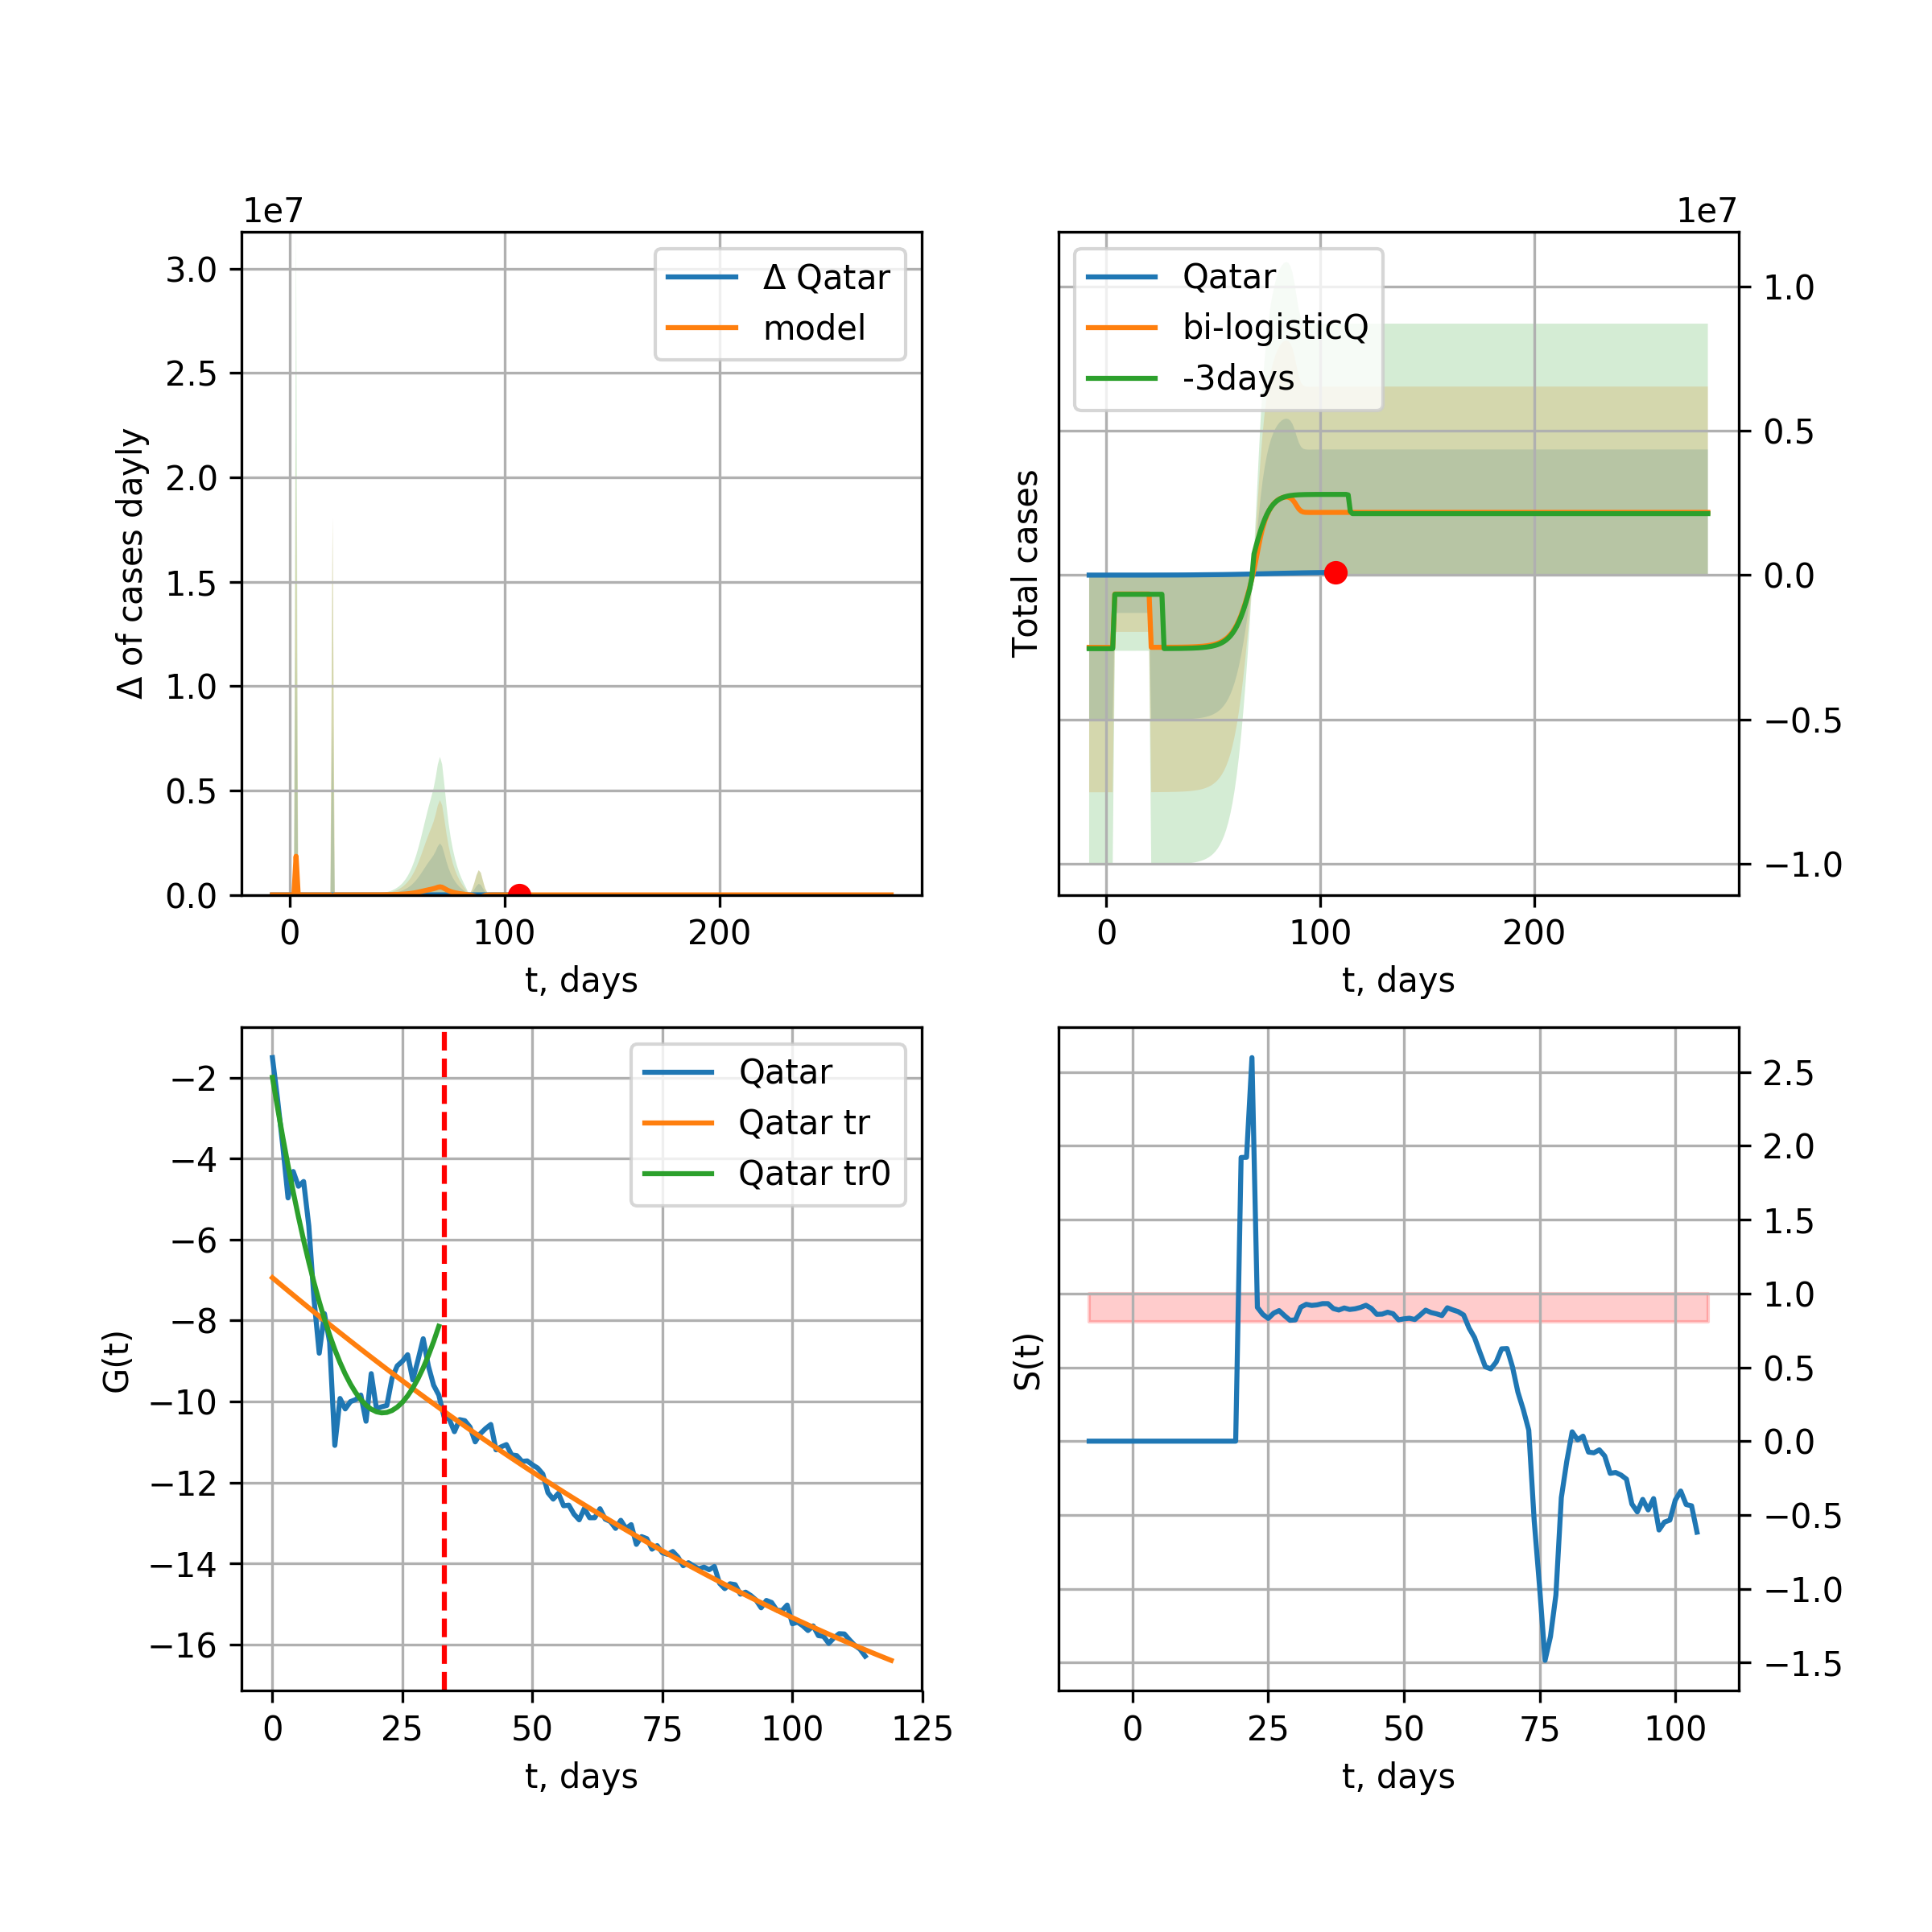 1e7
3.0
2.5
2.0
1.5
1.0
0.5
0.0
Δ of cases dayly
Δ Qatar
model
0
100
200
t, days
1e7
Qatar
bi-logisticQ
-3days
Total cases
1.0
0.5
0.0
−0.5
−1.0
0
100
200
t, days
−2
−4
−6
−8
−10
−12
−14
−16
G(t)
Qatar
Qatar tr
Qatar tr0
0
25
50
75
100
125
t, days
S(t)
2.5
2.0
1.5
1.0
0.5
0.0
−0.5
−1.0
−1.5
0
25
50
75
100
t, days